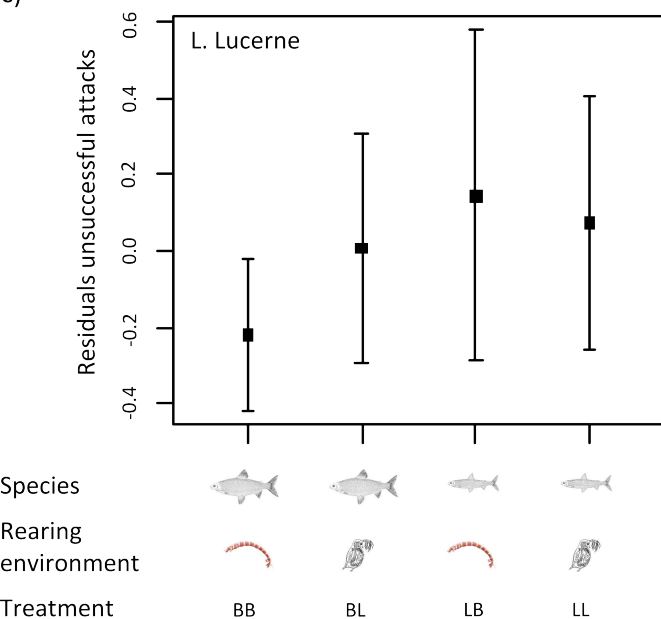 L. Lucerne
Residuals unsuccessful attacks
0.6
0.4
0.2
0.0
-0.2
-0.4
Species
Rearing
environment
Treatment BB BL LB LL